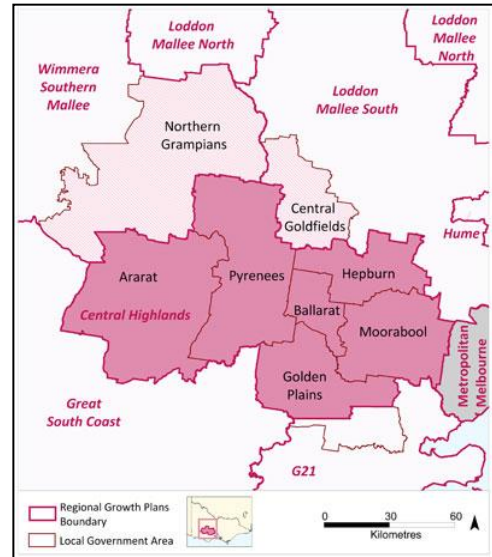 Loddon
Mallee North
Loddon
Mallee
North
Wimmera
Southern
Mallee
Loddon
Mallee South
Northern
Grampians
Central
Goldfields
Hume
Ararat
Pyrenees
Hepburn
Central Highlands
Ballarat
Moorabool
Metropolitan
Melbourne
Golden
Plains
Great
South Coast
G21
Regional Growth Plans
Boundary
Local Government Area
0 30 60
Kilometres